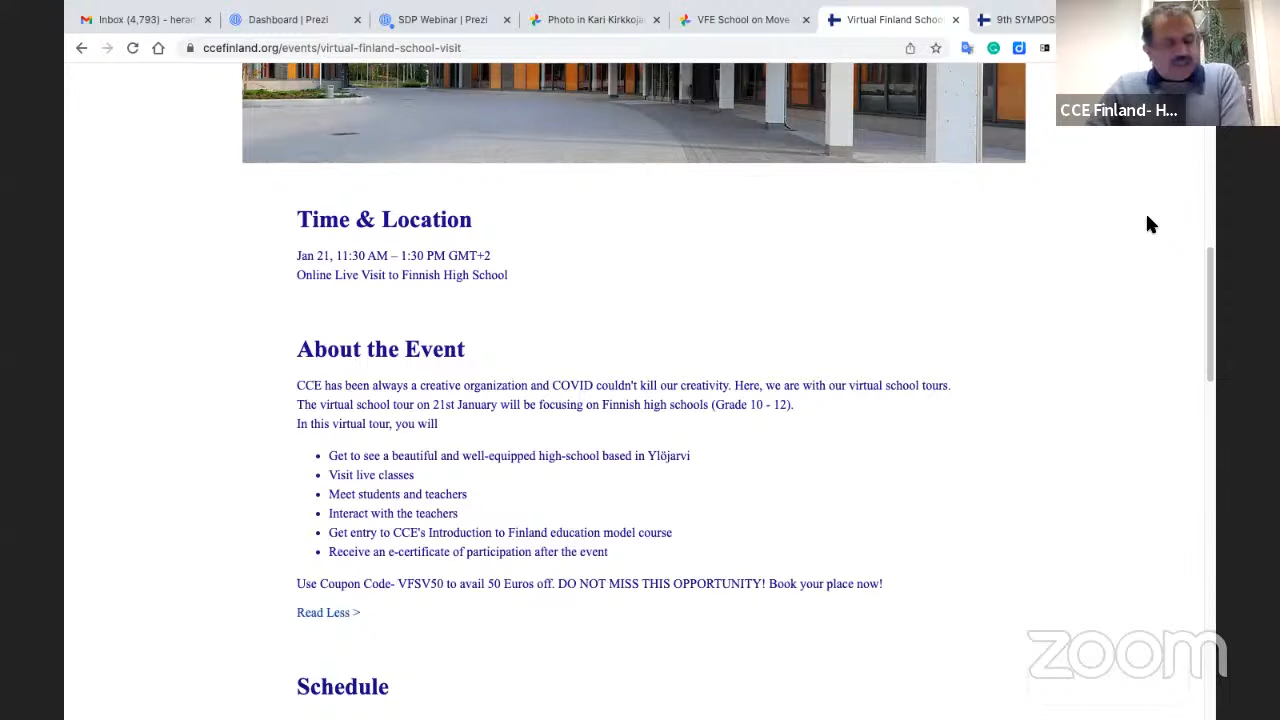 Inbox (4,793) - heran
Dashboard | Prezi
SDP Webinar | Prezi
Photo in Kari Kirkkoja
VFE School on Move
Virtual Finland School
9th SYMPOS
ccefinland.org/events/virtual-finland-school-visit
CCE Finland- H...
Time & Location
Jan 21, 11:30 AM – 1:30 PM GMT+2
Online Live Visit to Finnish High School
About the Event
CCE has been always a creative organization and COVID couldn't kill our creativity. Here, we are with our virtual school tours.
The virtual school tour on 21st January will be focusing on Finnish high schools (Grade 10 - 12).
In this virtual tour, you will
• Get to see a beautiful and well-equipped high-school based in Ylöjarvi
• Visit live classes
• Meet students and teachers
• Interact with the teachers
• Get entry to CCE's Introduction to Finland education model course
• Receive an e-certificate of participation after the event
Use Coupon Code- VFSV50 to avail 50 Euros off. DO NOT MISS THIS OPPORTUNITY! Book your place now!
Read Less >
zoom
Schedule